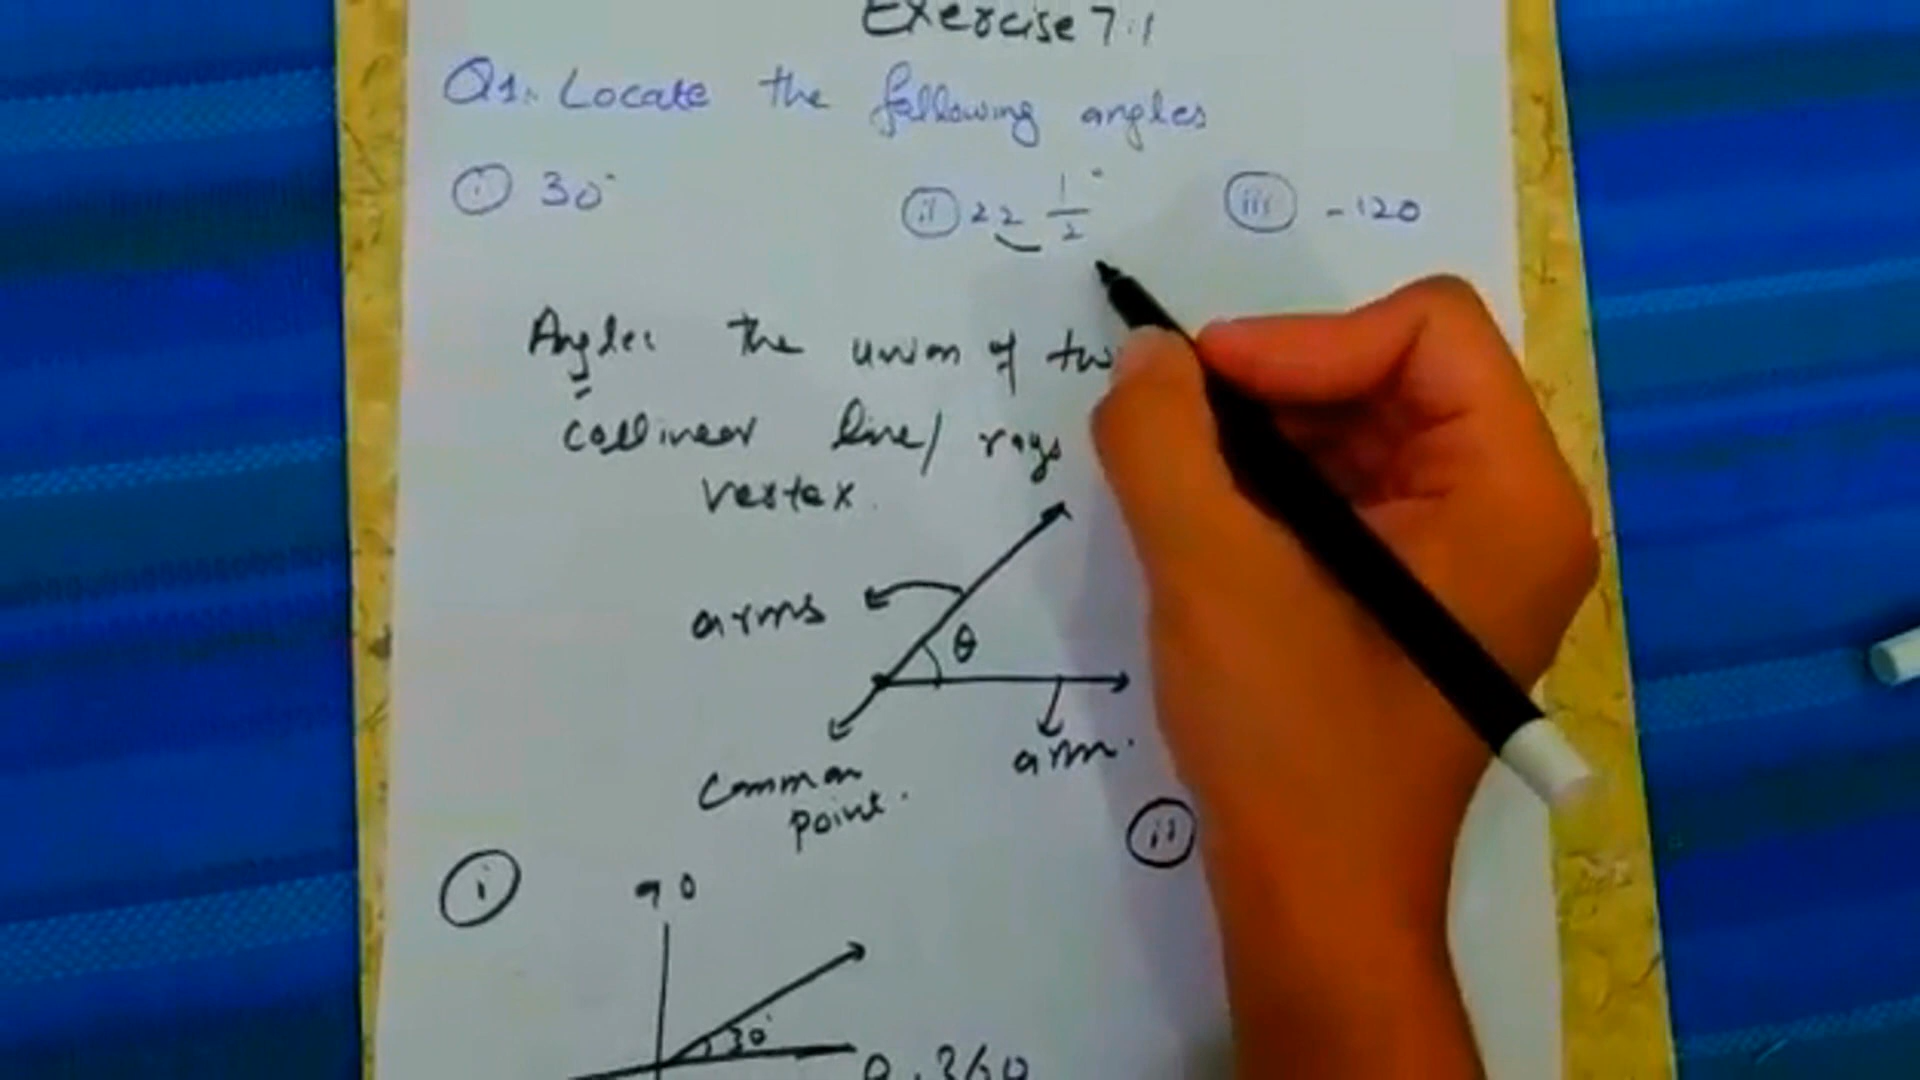 Exercise 7.1
Q1. Locate the following angles
i 30°
ii 22 1/2°
iii -120
Angle: the union of two
collinear line/ rays
vertex.
arms
θ
arm.
Common
point.
i
ii
90
30°
0, 360